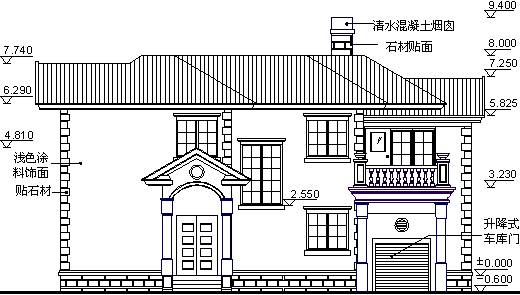 9.400
清水混凝土烟囱
石材贴面
8.000
7.740
7.250
6.290
5.825
4.810
浅色涂
料饰面
贴石材
3.230
2.550
升降式
车库门
±0.000
-0.600